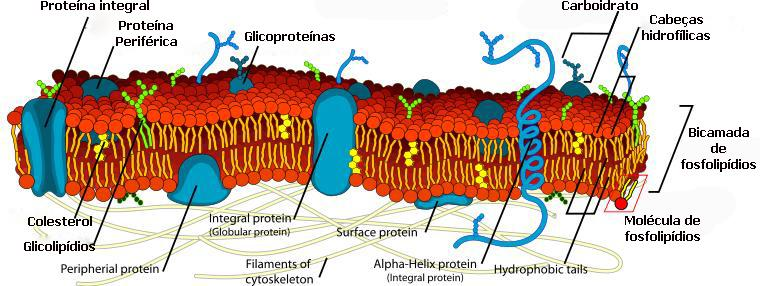 Proteína integral
Proteína
Periférica
Glicoproteínas
Carboidrato
Cabeças
hidrofílicas
Bicamada
de
fosfolipídios
Molécula de
fosfolipídios
Colesterol
Glicolipídios
Peripherial protein
Integral protein
(Globular protein)
Filaments of
cytoskeleton
Surface protein
Alpha-Helix protein
(Integral protein)
Hydrophobic tails